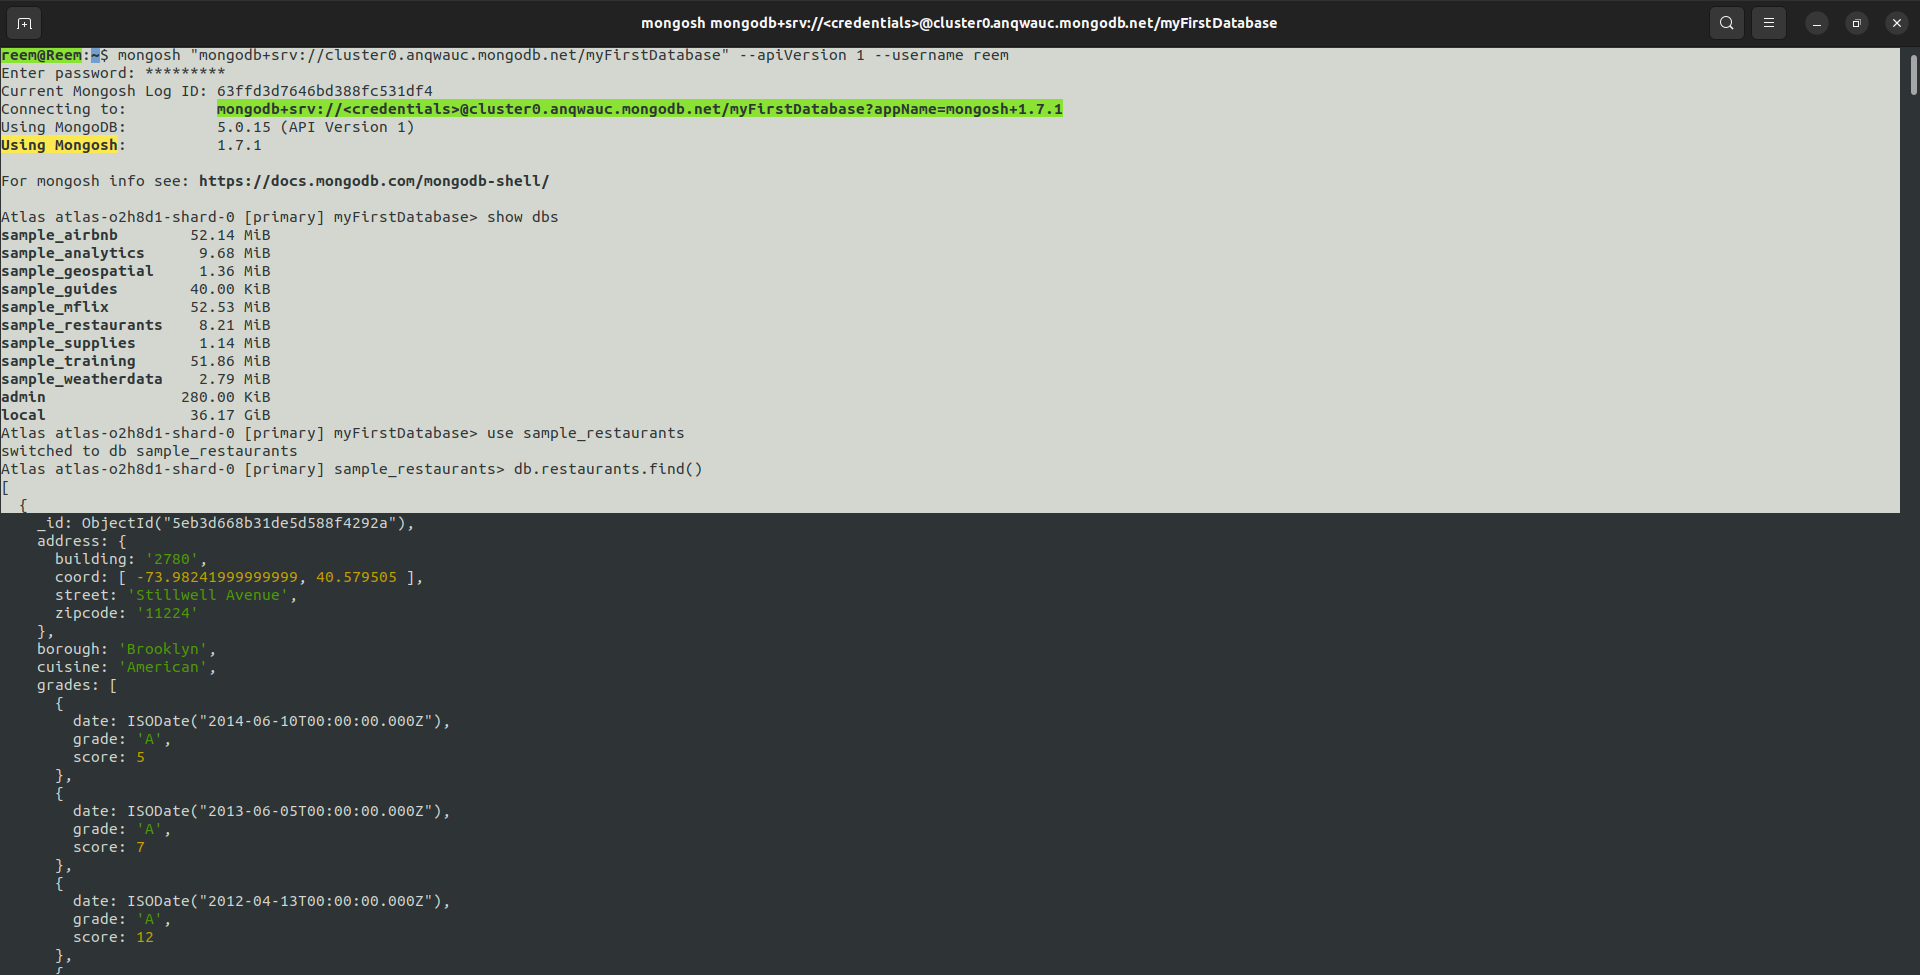 mongosh mongodb+srv://<credentials>@cluster0.anqwauc.mongodb.net/myFirstDatabase
reem@Reem:~$ mongosh "mongodb+srv://cluster0.anqwauc.mongodb.net/myFirstDatabase" --apiVersion 1 --username reem
Enter password: *********
Current Mongosh Log ID: 63ffd3d7646bd388fc531df4
Connecting to:          mongodb+srv://<credentials>@cluster0.anqwauc.mongodb.net/myFirstDatabase?appName=mongosh+1.7.1
Using MongoDB:          5.0.15 (API Version 1)
Using Mongosh:          1.7.1
For mongosh info see: https://docs.mongodb.com/mongodb-shell/
Atlas atlas-o2h8d1-shard-0 [primary] myFirstDatabase> show dbs
sample_airbnb        52.14 MiB
sample_analytics      9.68 MiB
sample_geospatial     1.36 MiB
sample_guides        40.00 KiB
sample_mflix         52.53 MiB
sample_restaurants    8.21 MiB
sample_supplies       1.14 MiB
sample_training      51.86 MiB
sample_weatherdata    2.79 MiB
admin               280.00 KiB
local                36.17 GiB
Atlas atlas-o2h8d1-shard-0 [primary] myFirstDatabase> use sample_restaurants
switched to db sample_restaurants
Atlas atlas-o2h8d1-shard-0 [primary] sample_restaurants> db.restaurants.find()
[
  {
    _id: ObjectId("5eb3d668b31de5d588f4292a"),
    address: {
      building: '2780',
      coord: [ -73.98241999999999, 40.579505 ],
      street: 'Stillwell Avenue',
      zipcode: '11224'
    },
    borough: 'Brooklyn',
    cuisine: 'American',
    grades: [
      {
        date: ISODate("2014-06-10T00:00:00.000Z"),
        grade: 'A',
        score: 5
      },
      {
        date: ISODate("2013-06-05T00:00:00.000Z"),
        grade: 'A',
        score: 7
      },
      {
        date: ISODate("2012-04-13T00:00:00.000Z"),
        grade: 'A',
        score: 12
      },
      {